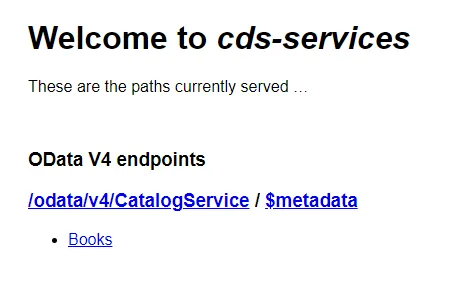 Welcome to cds-services
These are the paths currently served …
OData V4 endpoints
/odata/v4/CatalogService / $metadata
• Books